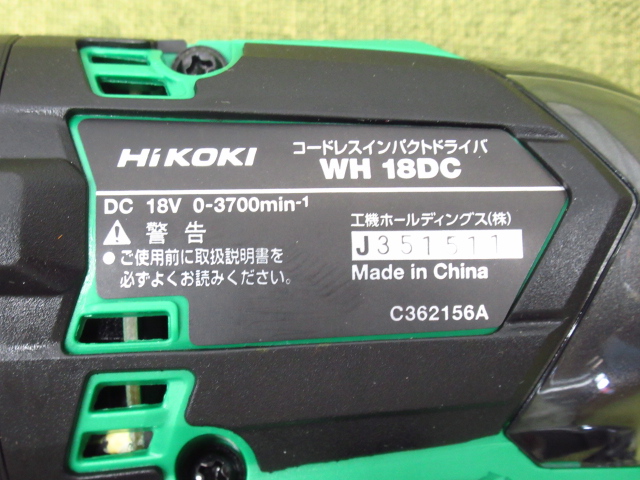 HiKOKI
コードレスインパクトドライバ
WH 18DC
DC 18V 0-3700min-1
警告
●ご使用前に取扱説明書を
必ずよくお読みください。
工機ホールディングス(株)
J351511
Made in China
C362156A